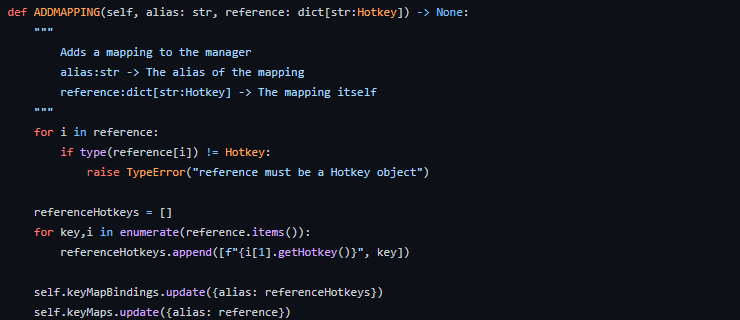 def ADDMAPPING(self, alias: str, reference: dict[str:Hotkey]) -> None:
    """
        Adds a mapping to the manager
        alias:str -> The alias of the mapping
        reference:dict[str:Hotkey] -> The mapping itself
    """
    for i in reference:
        if type(reference[i]) != Hotkey:
            raise TypeError("reference must be a Hotkey object")

    referenceHotkeys = []
    for key,i in enumerate(reference.items()):
        referenceHotkeys.append([f"{i[1].getHotkey()}", key])

    self.keyMapBindings.update({alias: referenceHotkeys})
    self.keyMaps.update({alias: reference})